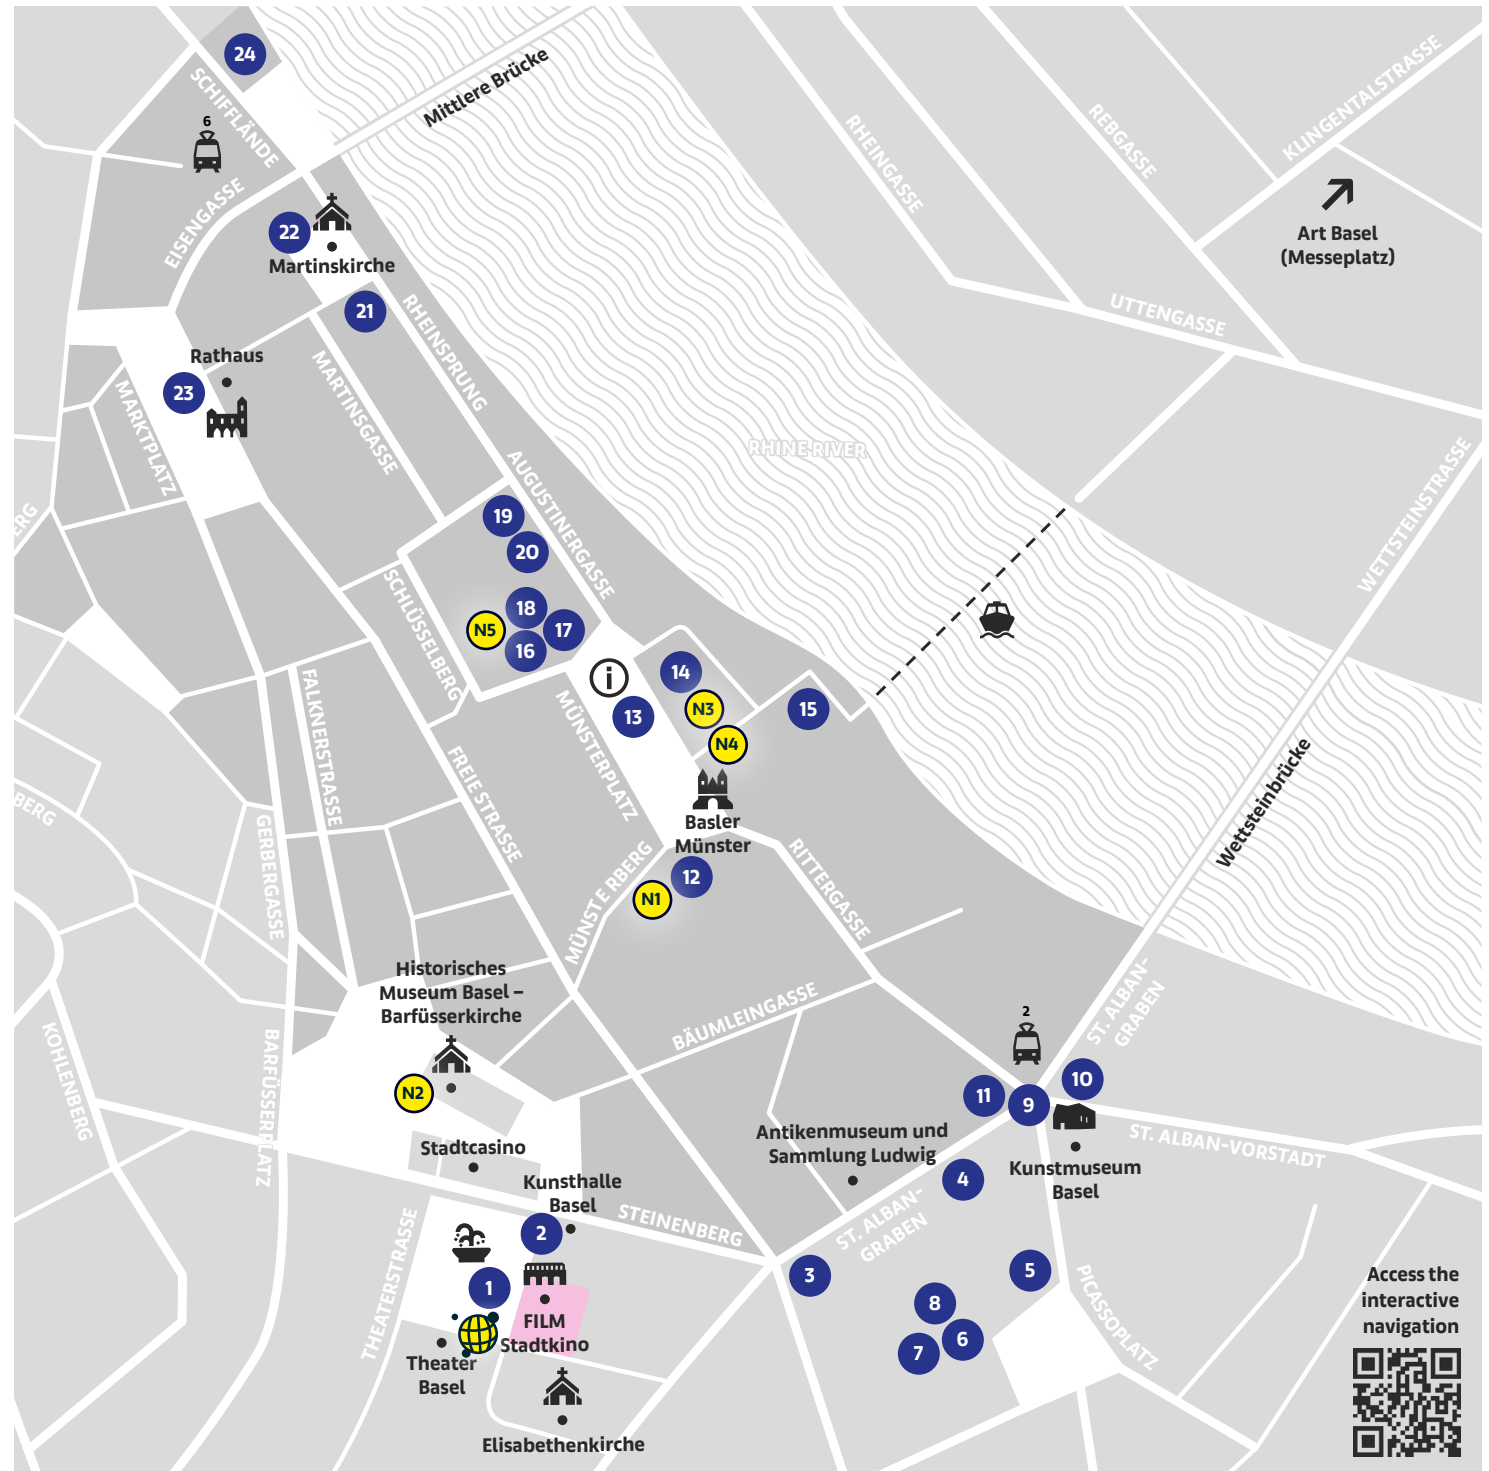 24
SCHIFFLÄNDE
Mittlere Brücke
6
EISENGASSE
22
Martinskirche
21
RHEINSPRUNG
Rathaus
23
MARKTPLATZ
MARTINSGASSE
RHEINGASSE
REBGASSE
KLINGENTALSTRASSE
Art Basel
(Messeplatz)
UTTENGASSE
RHINE RIVER
WETTSTEINSTRASSE
ERG
AUGUSTINERGASSE
19
20
18
N5
17
16
SCHLÜSSELBERG
14
13
N3
15
N4
MÜNSTERPLATZ
FALKNERSTRASSE
FREIE STRASSE
Wettsteinbrücke
BERG
GERBERGASSE
Basler
Münster
12
N1
MÜNSTE RBERG
RITTERGASSE
Historisches
Museum Basel –
Barfüsserkirche
BÄUMLEINGASSE
ST. ALBAN-
GRABEN
2
KOHLENBERG
BARFÜSSERPLATZ
N2
11
9
10
Stadtcasino
Antikenmuseum und
Sammlung Ludwig
Kunstmuseum
Basel
ST. ALBAN-VORSTADT
4
Kunsthalle
Basel
STEINENBERG
ST. ALBAN-
GRABEN
THEATERSTRASSE
2
1
3
5
8
6
7
PICASSOPLATZ
FILM
Stadtkino
Theater
Basel
Elisabethenkirche
Access the
interactive
navigation